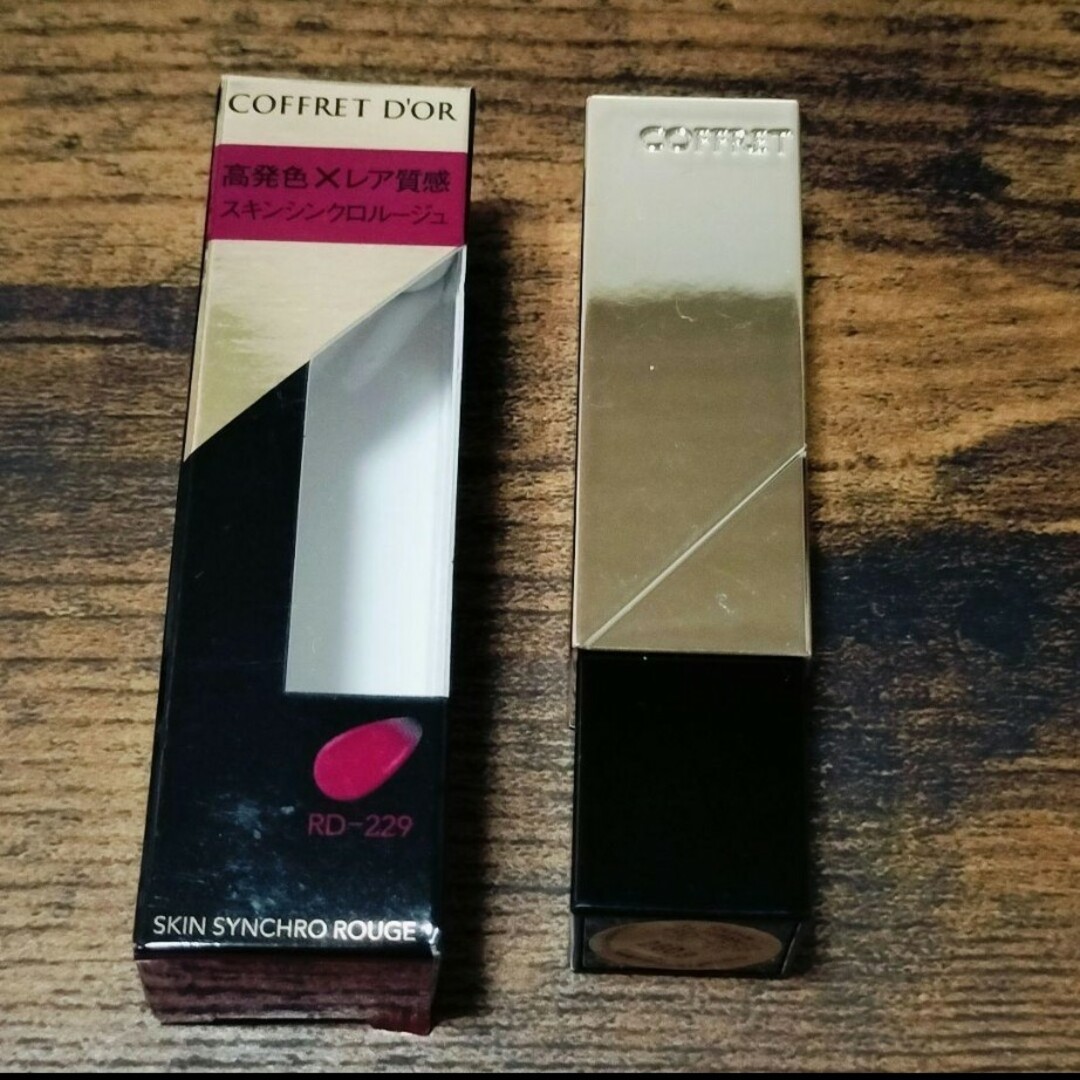 COFFRET D'OR
高発色×レア質感
スキンシンクロルージュ
RD-229
SKIN SYNCHRO ROUGE
COFFRET